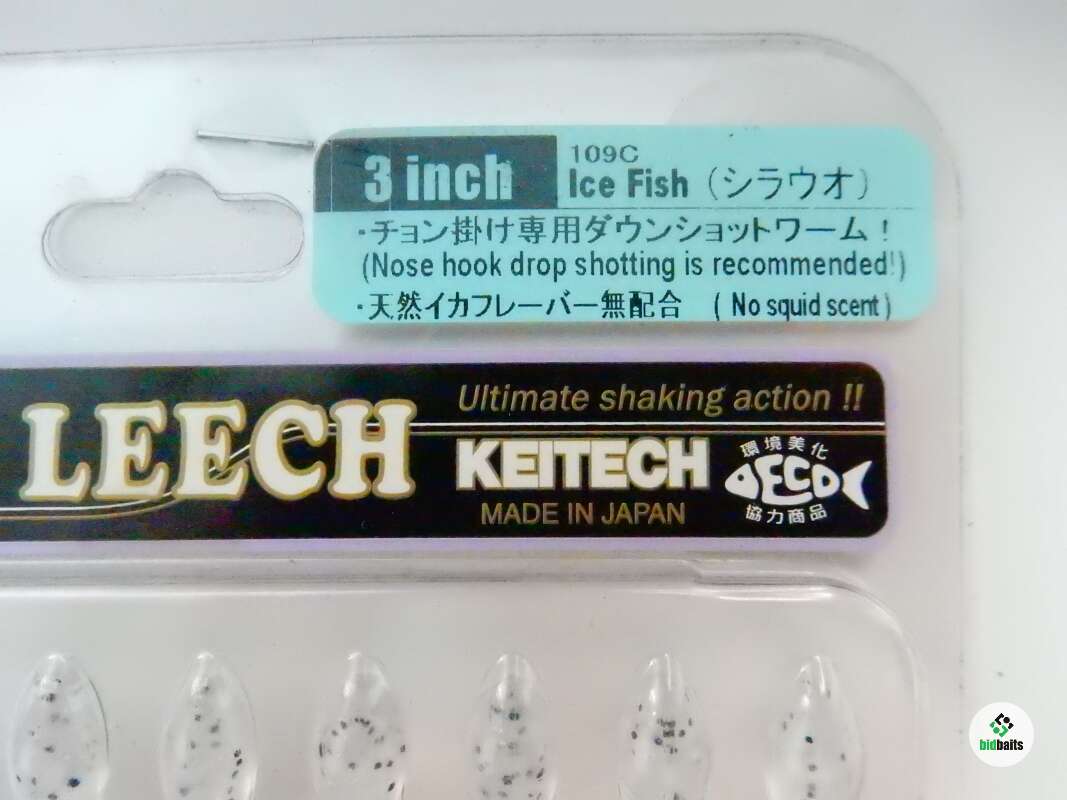 3 inch
109C
Ice Fish (シラウオ)
・チョン掛け専用ダウンショットワーム!
(Nose hook drop shotting is recommended!)
・天然イカフレーバー無配合 ( No squid scent )
LEECH
Ultimate shaking action !!
KEITECH
MADE IN JAPAN
環境美化
ECO
協力商品
bidbaits